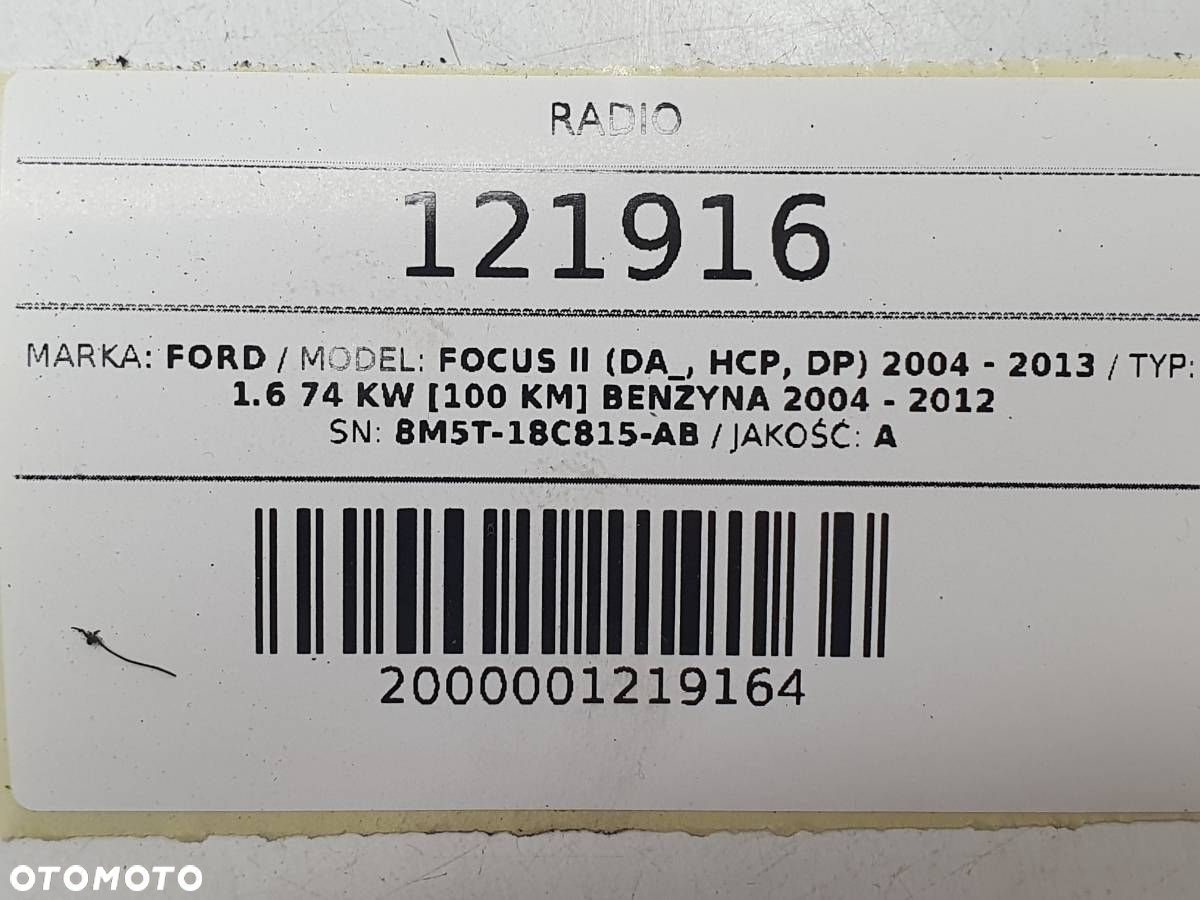 RADIO
121916
MARKA: FORD / MODEL: FOCUS II (DA_, HCP, DP) 2004 - 2013 / TYP:
1.6 74 KW [100 KM] BENZYNA 2004 - 2012
SN: 8M5T-18C815-AB / JAKOŚĆ: A
2000001219164
OTOMOTO